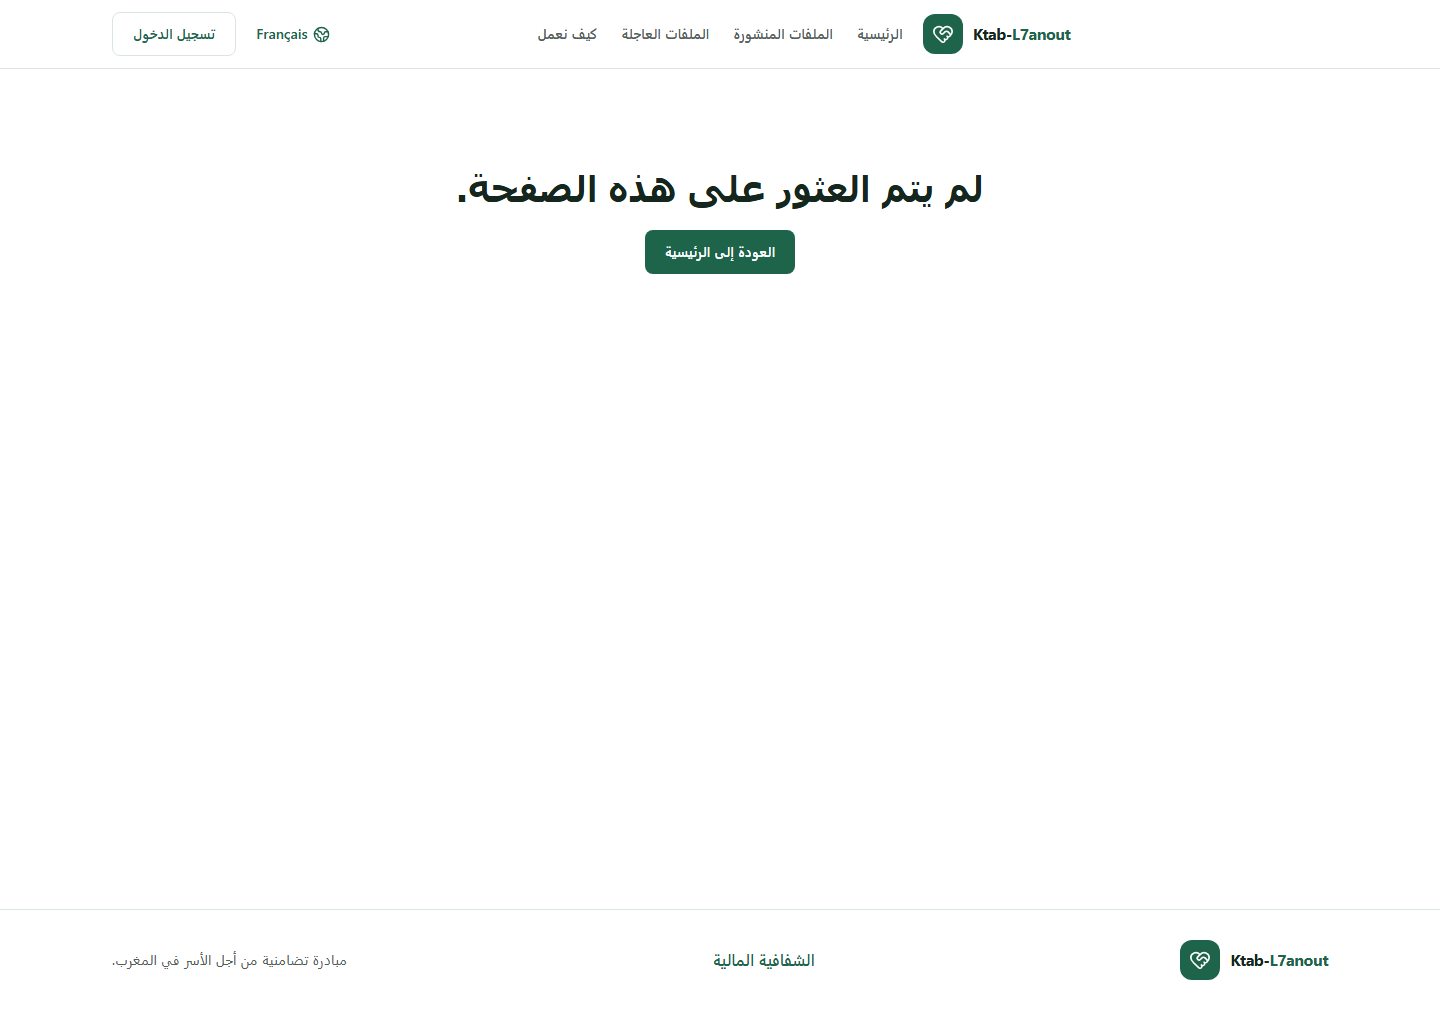 Ktab-L7anout
الرئيسية
الملفات المنشورة
الملفات العاجلة
كيف نعمل
Français
تسجيل الدخول
لم يتم العثور على هذه الصفحة.
العودة إلى الرئيسية
Ktab-L7anout
الشفافية المالية
مبادرة تضامنية من أجل الأسر في المغرب.